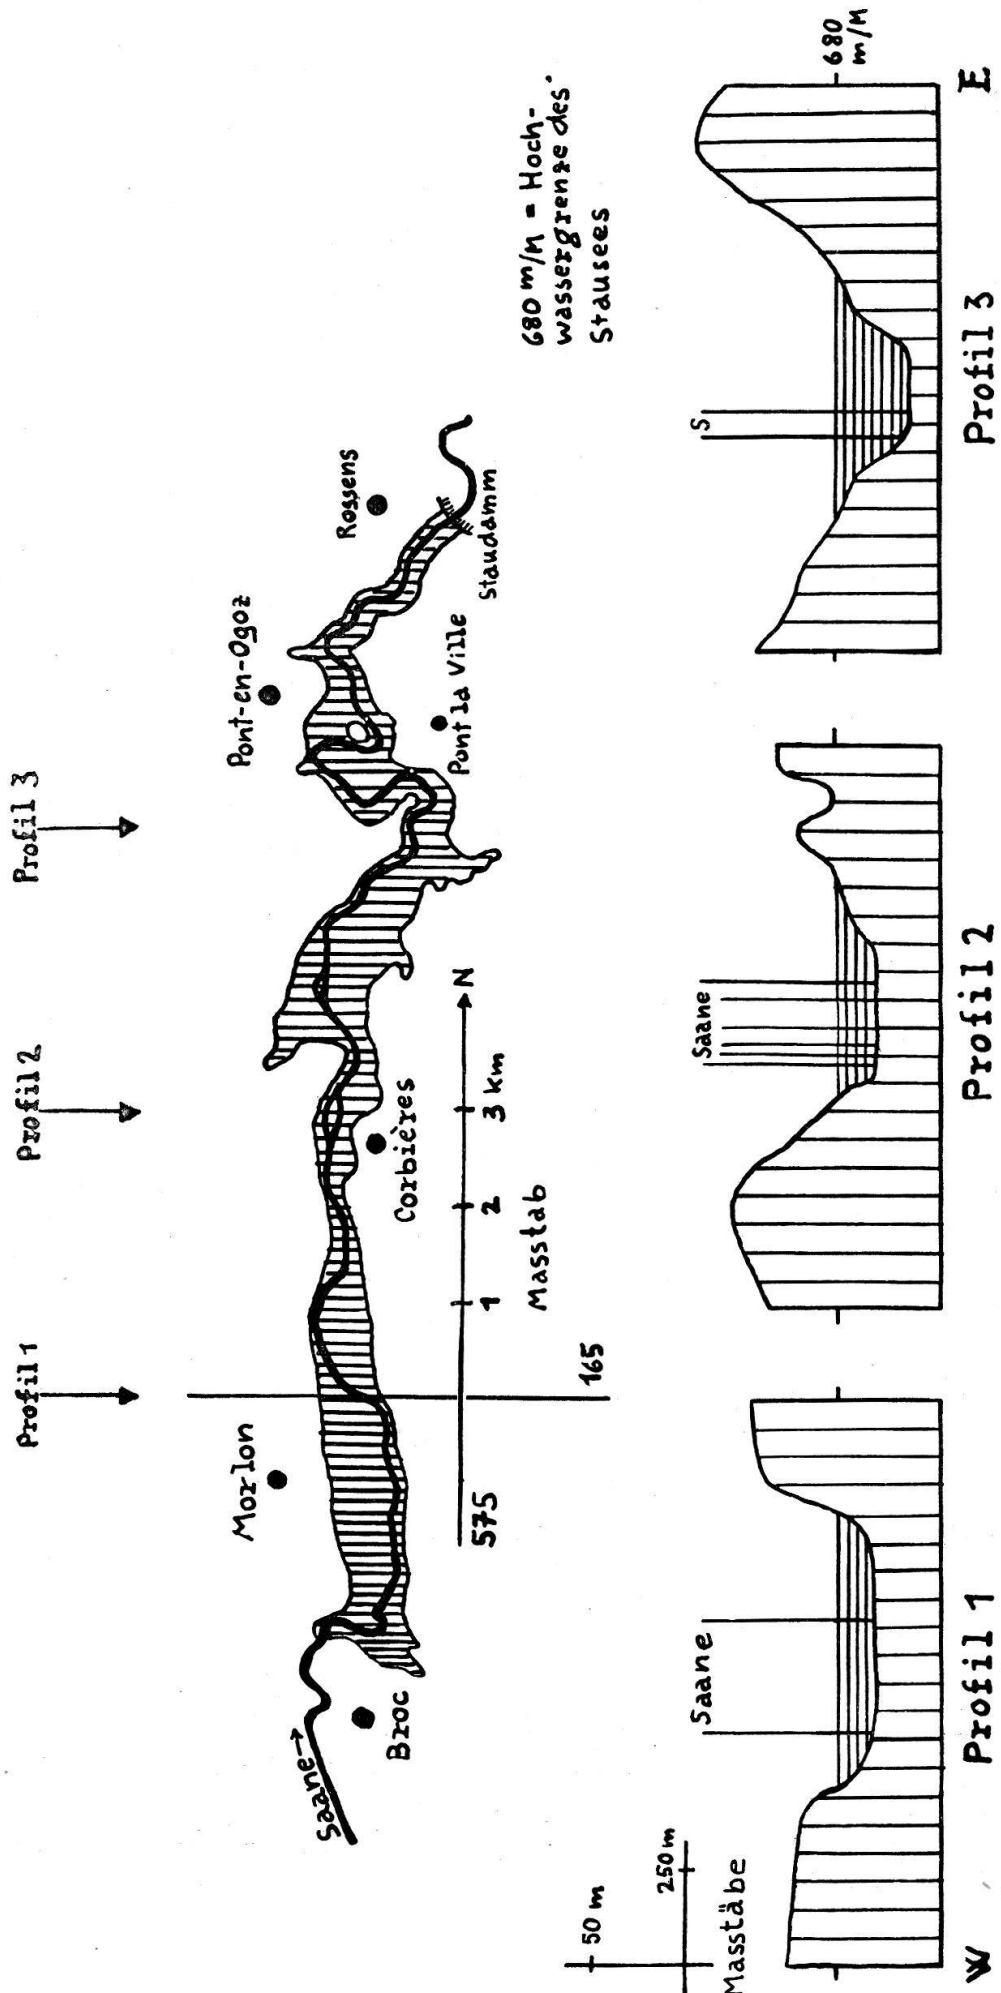 Profil 1
Profil 2
Profil 3
Morlon
Pont-en-Ogoz
Rossens
Saane→
Broc
Corbières
Pont la Ville
Staudamm
N
575
1
2
3 km
Masstab
165
680 m/M = Hoch-
wassergrenze des
Stausees
50 m
250 m
Masstäbe
Saane
Saane
S
680
m/M
W
Profil 1
Profil 2
Profil 3
E